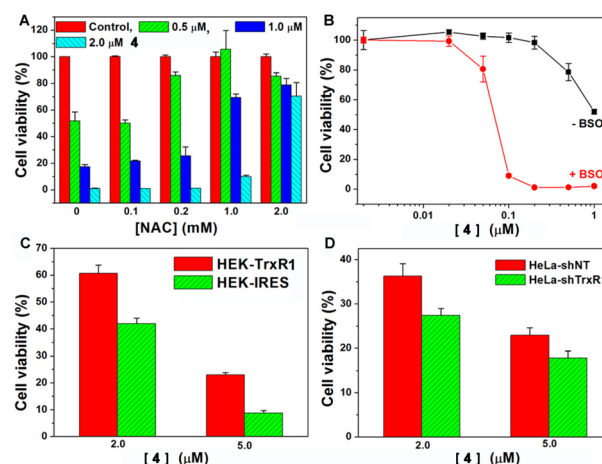 A
Control, 0.5 μM, 1.0 μM
2.0 μM 4
Cell viability (%)
120
100
80
60
40
20
0
0 0.1 0.2 1.0 2.0
[NAC] (mM)
B
Cell viability (%)
100
80
60
40
20
0
- BSO
+ BSO
0.01 0.1 1
[ 4 ] (μM)
C
HEK-TrxR1
HEK-IRES
Cell viability (%)
70
60
50
40
30
20
10
0
2.0 5.0
[ 4 ] (μM)
D
HeLa-shNT
HeLa-shTrxR
Cell viability (%)
40
30
20
10
0
2.0 5.0
[ 4 ] (μM)